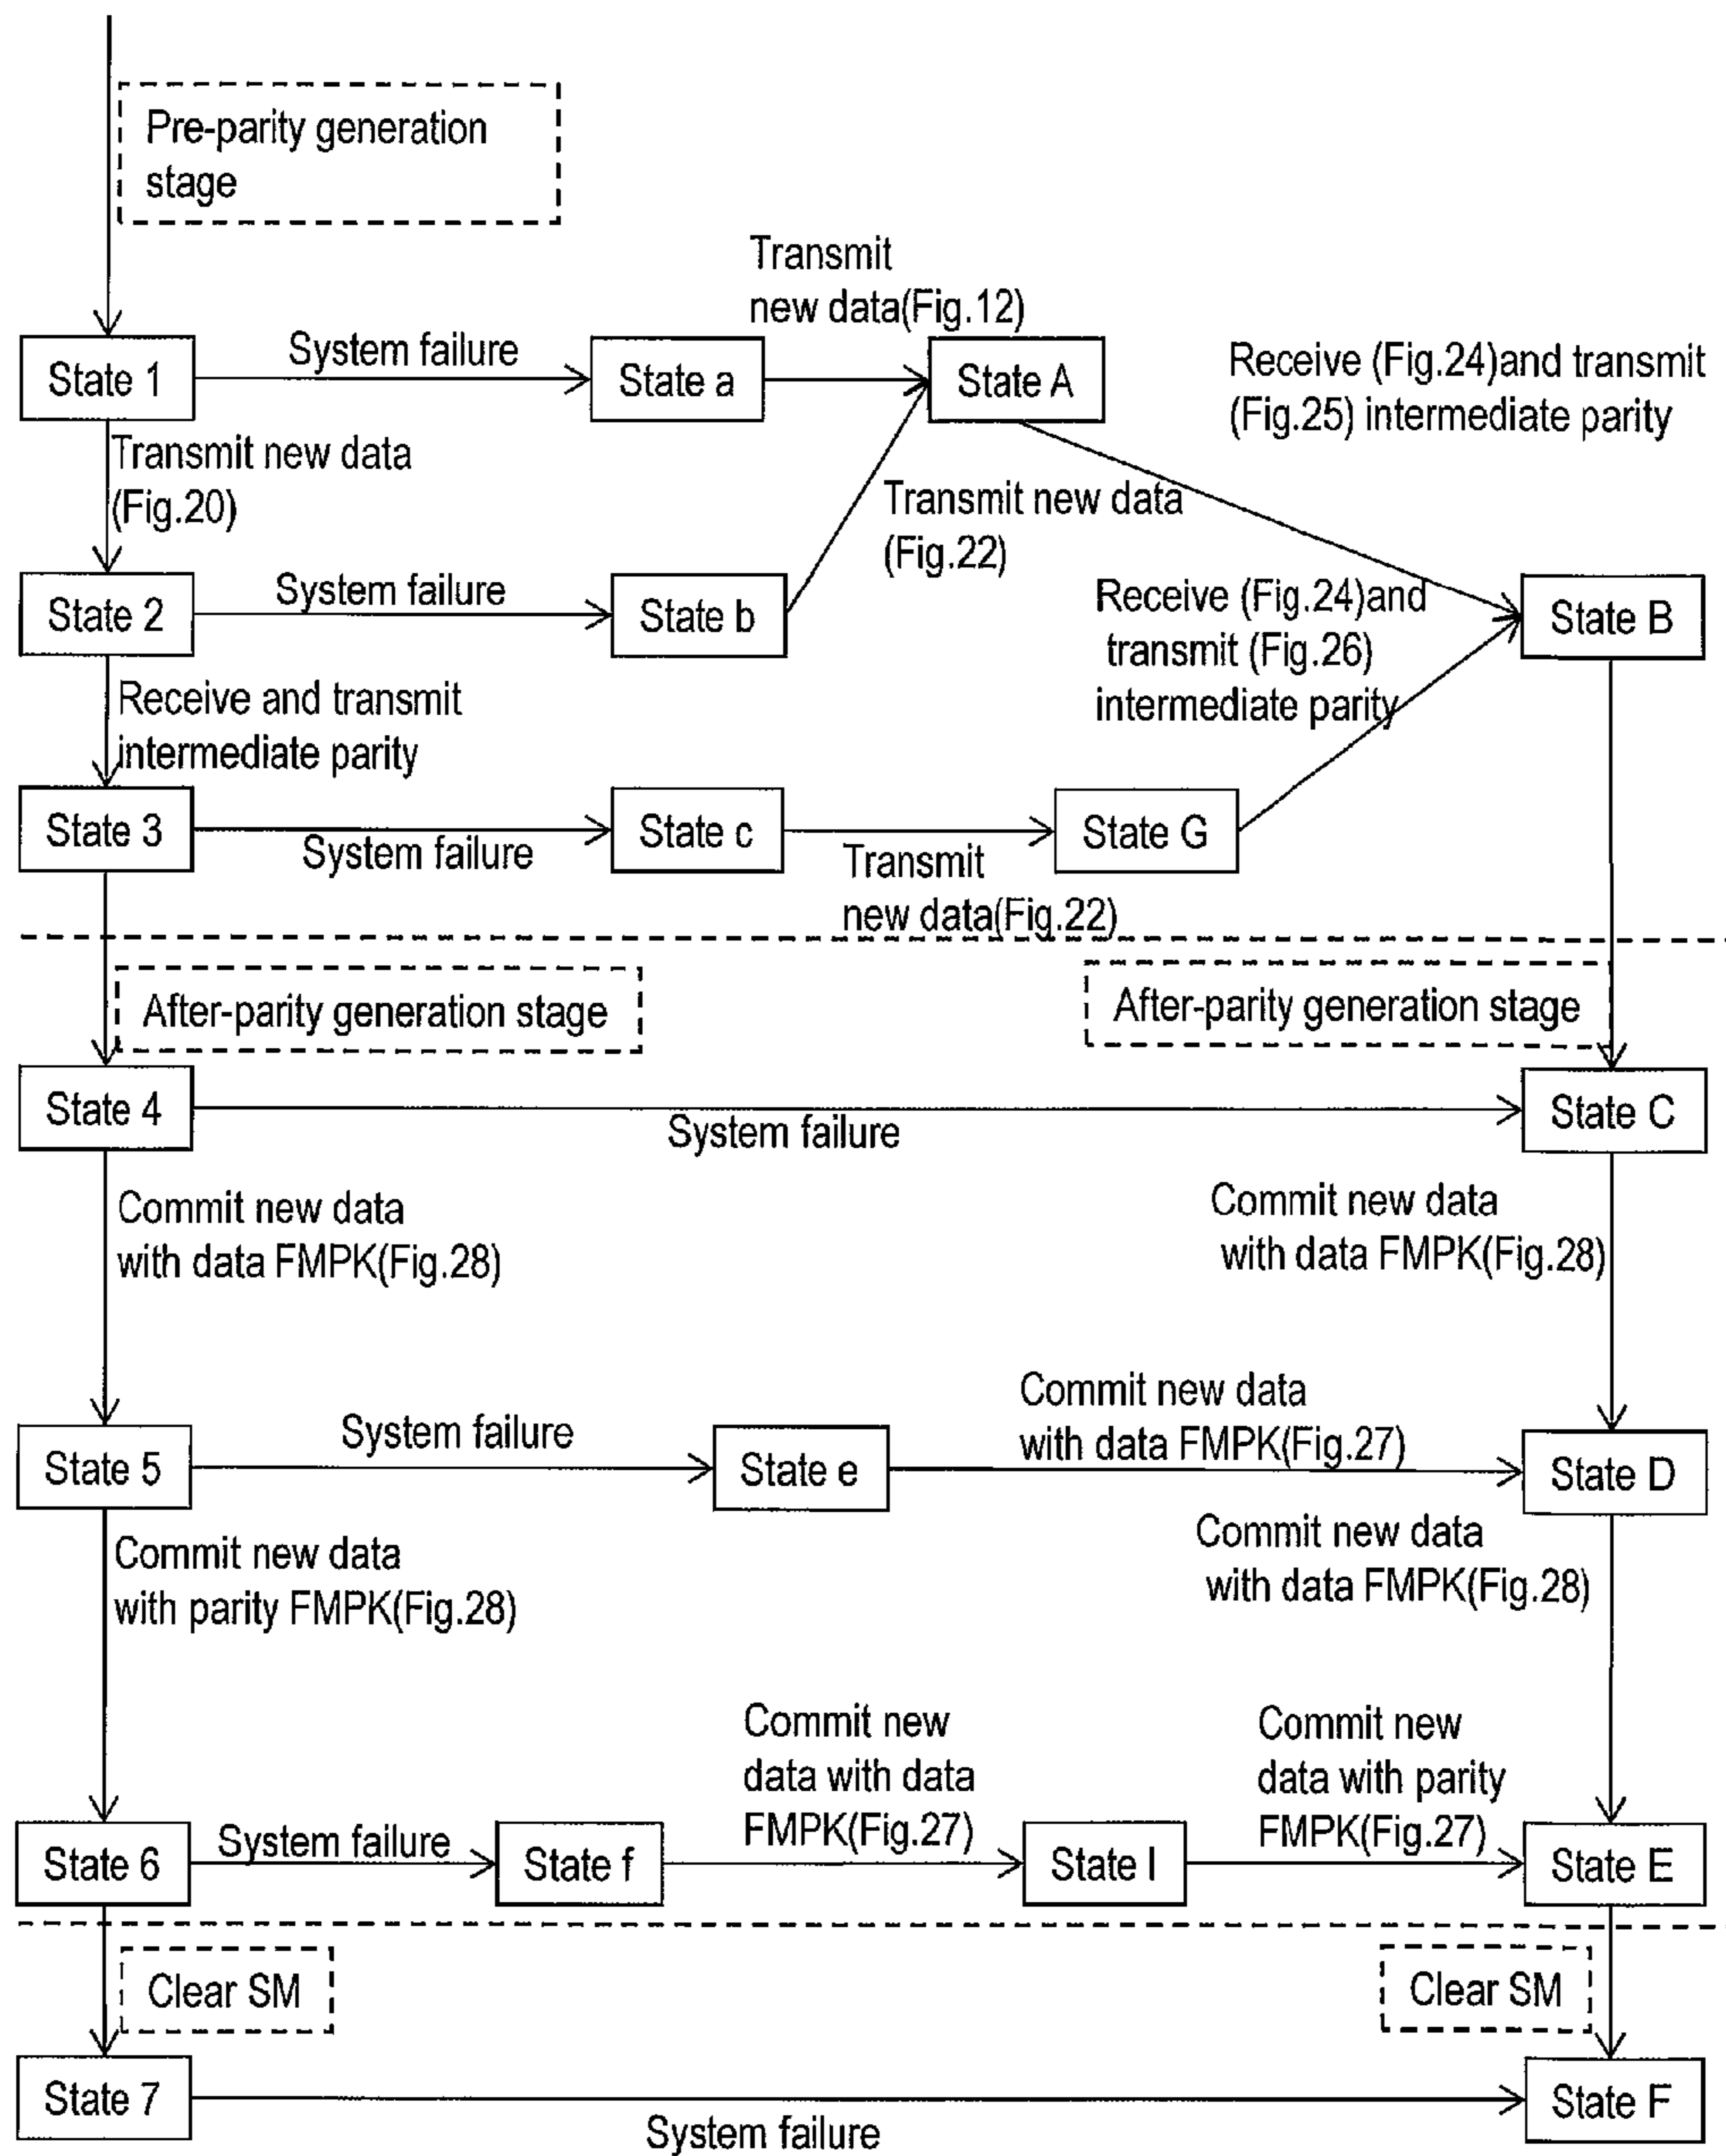 Pre-parity generation
stage
Transmit
new data(Fig.12)
State 1
System failure
State a
State A
Receive (Fig.24)and transmit
(Fig.25) intermediate parity
Transmit new data
(Fig.20)
Transmit new data
(Fig.22)
State 2
System failure
State b
Receive (Fig.24)and
transmit (Fig.26)
intermediate parity
State B
Receive and transmit
intermediate parity
State 3
System failure
State c
Transmit
new data(Fig.22)
State G
After-parity generation stage
After-parity generation stage
State 4
System failure
State C
Commit new data
with data FMPK(Fig.28)
Commit new data
with data FMPK(Fig.28)
State 5
System failure
State e
Commit new data
with data FMPK(Fig.27)
State D
Commit new data
with parity FMPK(Fig.28)
Commit new data
with data FMPK(Fig.28)
State 6
System failure
State f
Commit new
data with data
FMPK(Fig.27)
State I
Commit new
data with parity
FMPK(Fig.27)
State E
Clear SM
Clear SM
State 7
System failure
State F